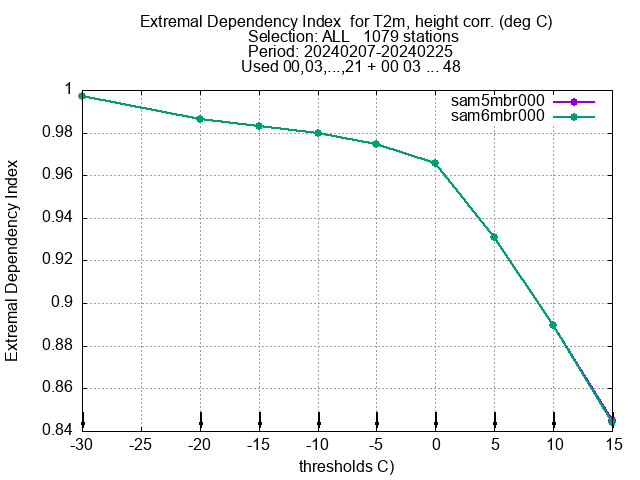 Extremal Dependency Index  for T2m, height corr. (deg C)
Selection: ALL   1079 stations
Period: 20240207-20240225
Used 00,03,...,21 + 00 03 ... 48
sam5mbr000
sam6mbr000
Extremal Dependency Index
1
0.98
0.96
0.94
0.92
0.9
0.88
0.86
0.84
-30 -25 -20 -15 -10 -5 0 5 10 15
thresholds C)